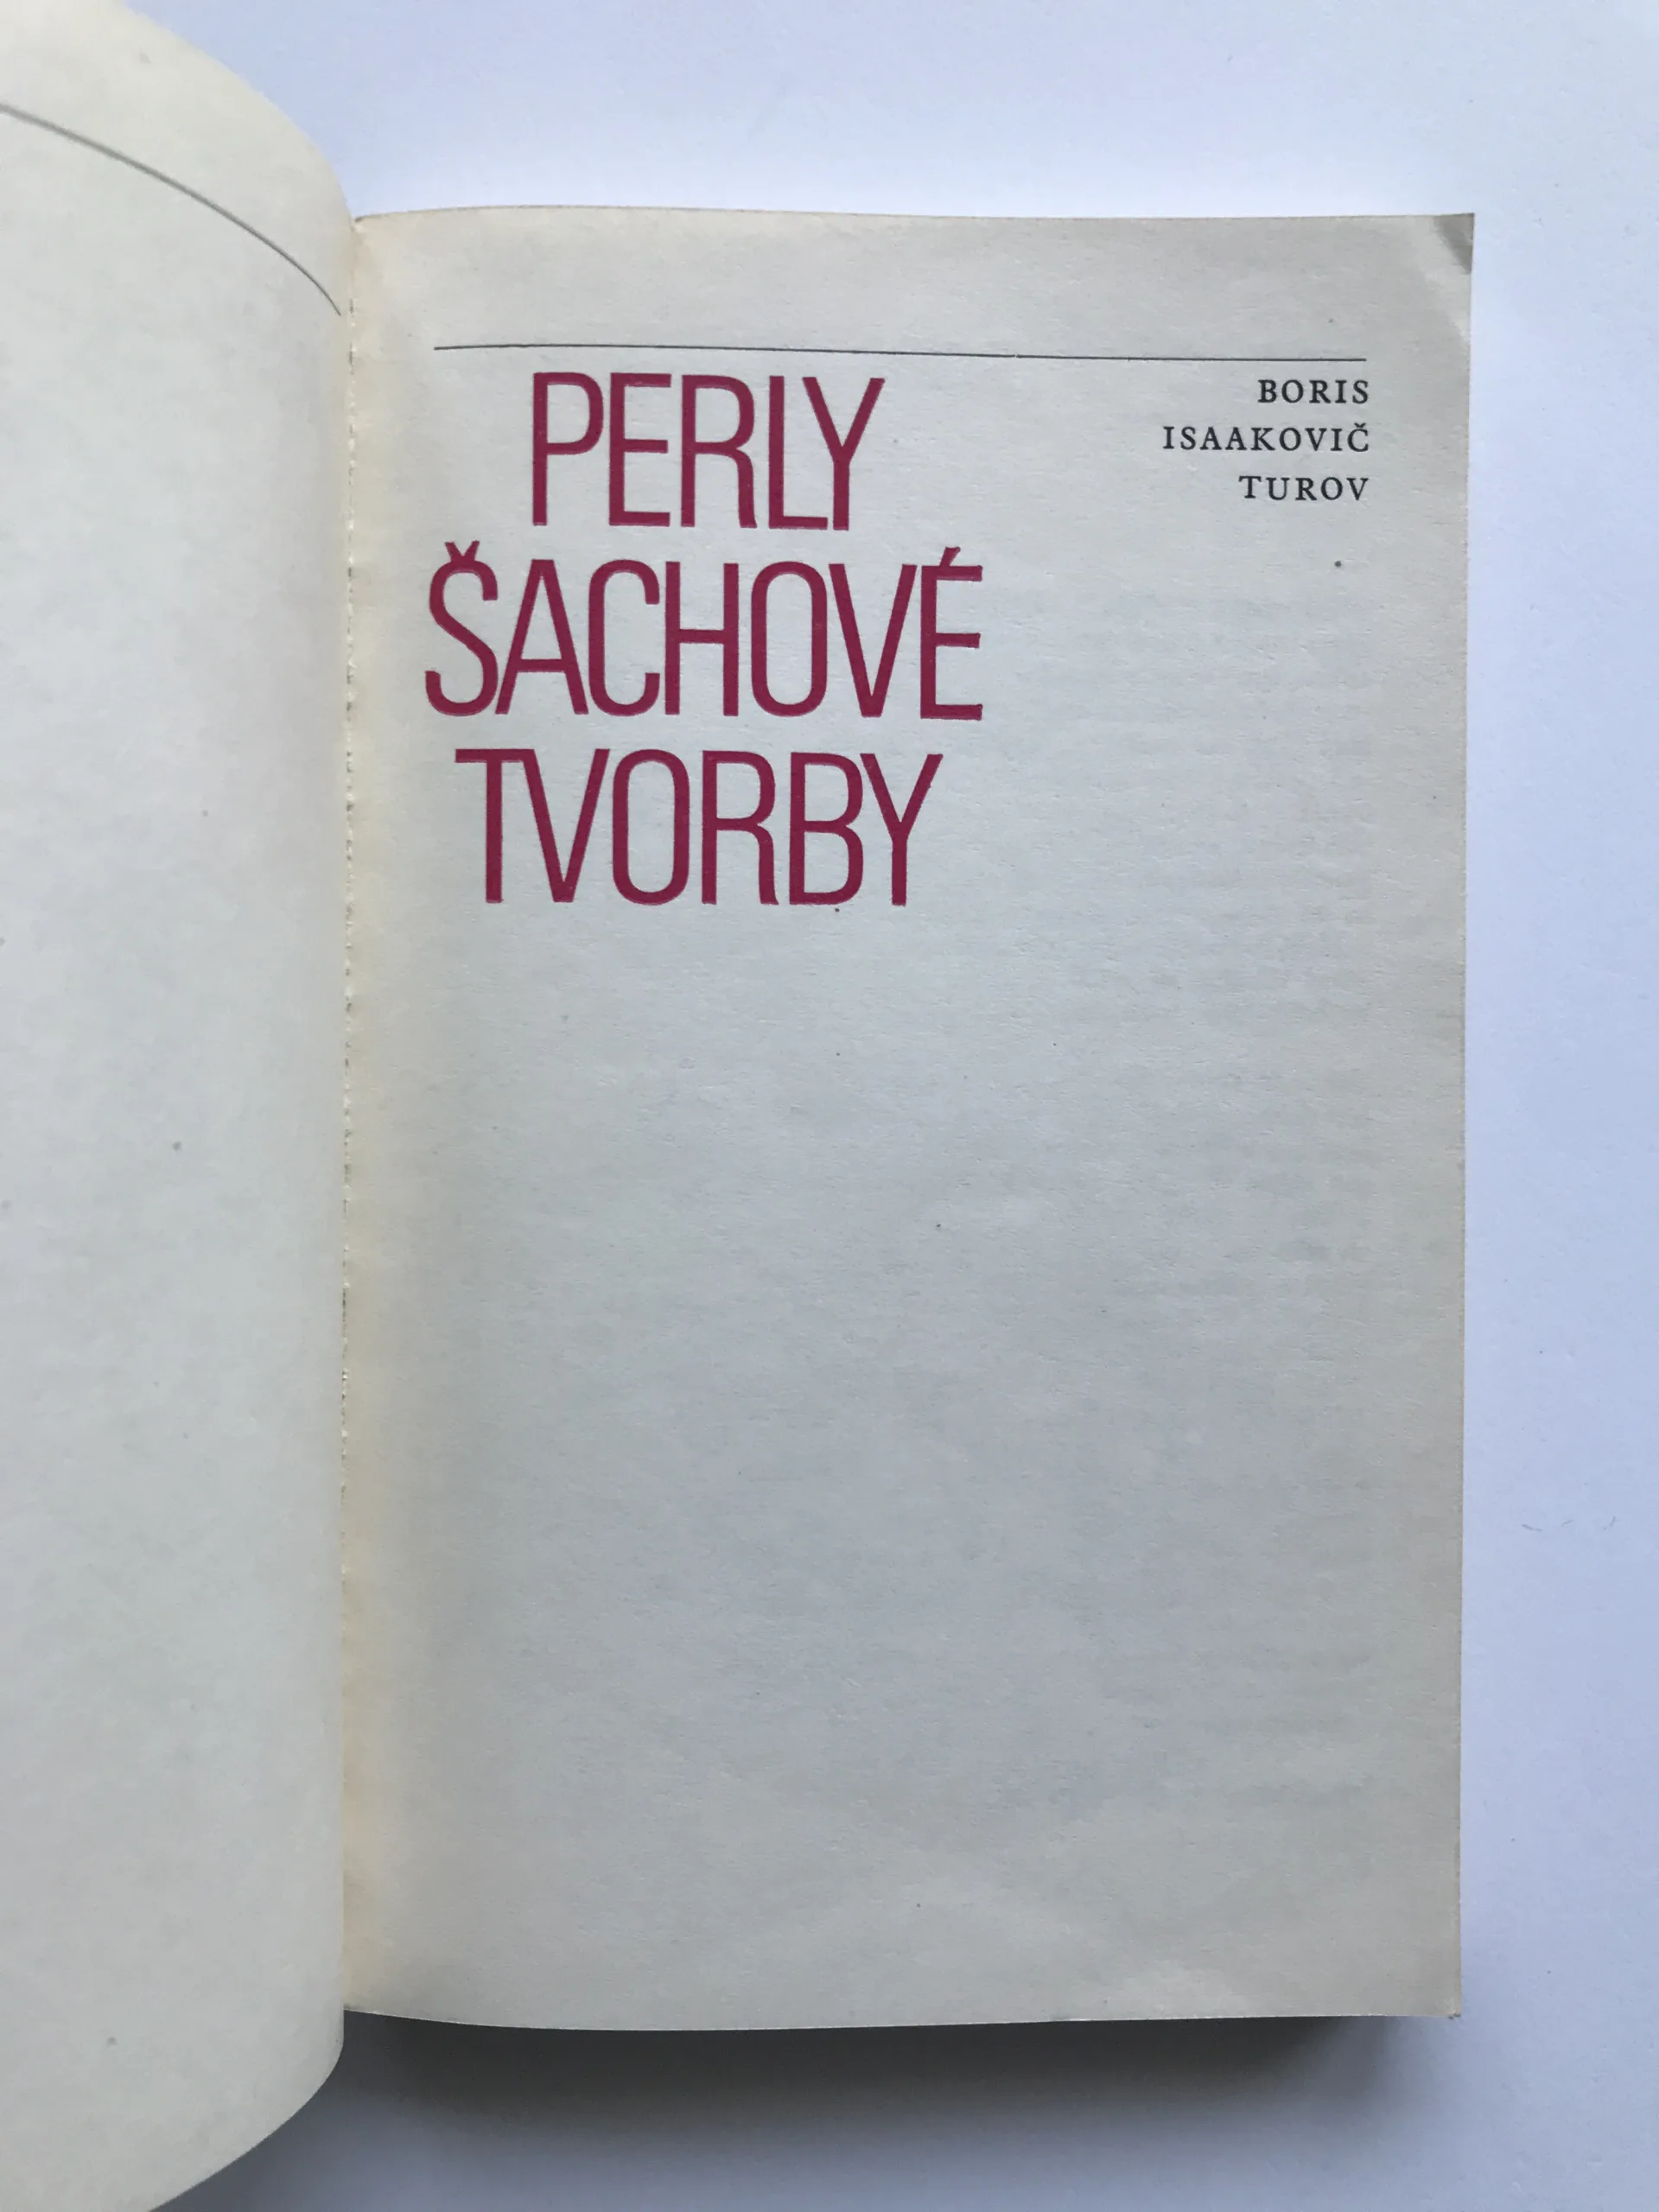 PERLY
ŠACHOVÉ
TVORBY
BORIS
ISAAKOVIČ
TUROV